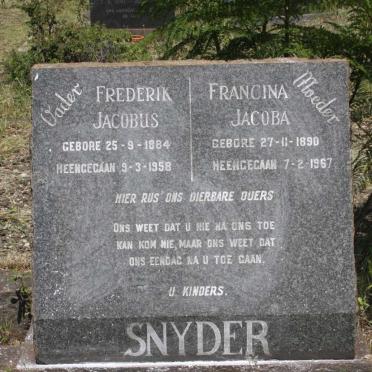 Vader FREDERIK JACOBUS
GEBORE 25-9-1884
HEENGEGAAN 9-3-1958
Moeder FRANCINA JACOBA
GEBORE 27-11-1890
HEENGEGAAN 7-2-1967
HIER RUS ONS DIERBARE OUERS
ONS WEET DAT U NIE NA ONS TOE
KAN KOM NIE, MAAR ONS WEET DAT
ONS EENDAG NA U TOE GAAN.
U KINDERS.
SNYDER